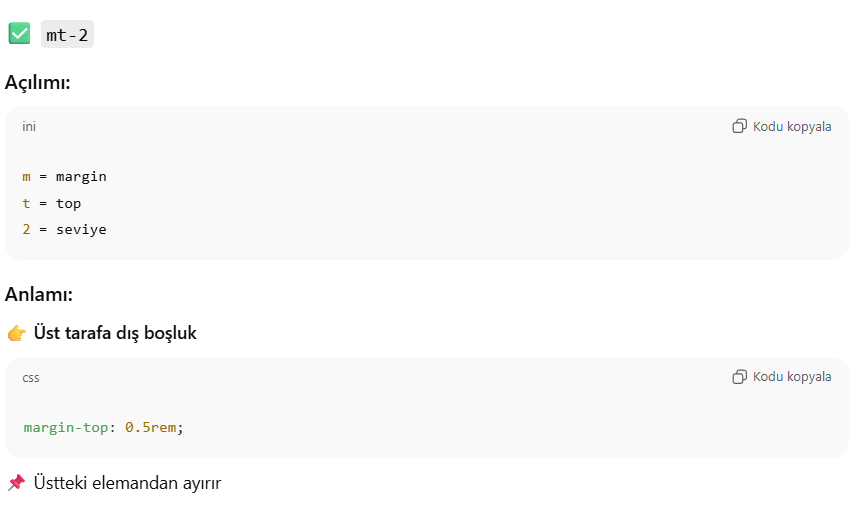 mt-2
Açılımı:
ini
Kodu kopyala
m = margin
t = top
2 = seviye
Anlamı:
Üst tarafa dış boşluk
css
Kodu kopyala
margin-top: 0.5rem;
Üstteki elemandan ayırır